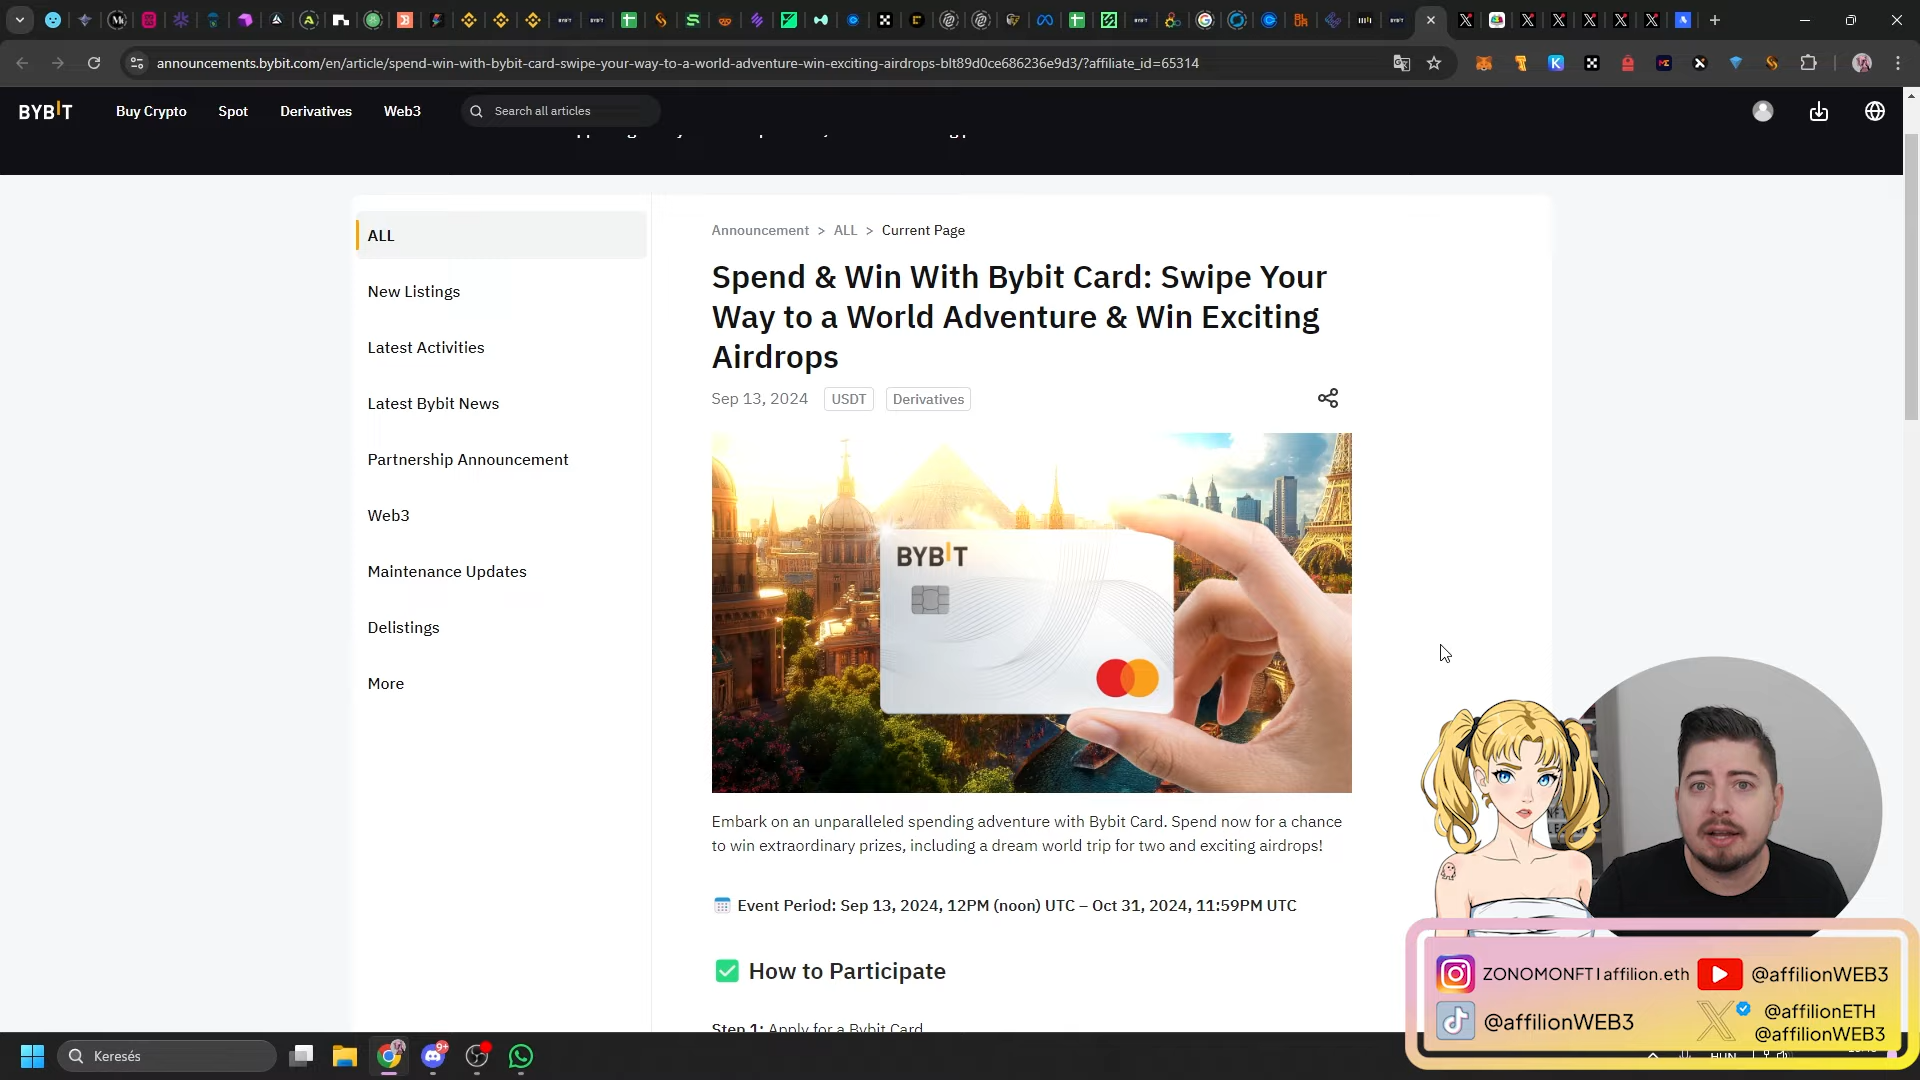 announcements.bybit.com/en/article/spend-win-with-bybit-card-swipe-your-way-to-a-world-adventure-win-exciting-airdrops-blt89d0ce686236e9d3/?affiliate_id=65314
BYBIT
Buy Crypto
Spot
Derivatives
Web3
Search all articles
ALL
New Listings
Latest Activities
Latest Bybit News
Partnership Announcement
Web3
Maintenance Updates
Delistings
More
Announcement > ALL > Current Page
Spend & Win With Bybit Card: Swipe Your
Way to a World Adventure & Win Exciting
Airdrops
Sep 13, 2024 USDT Derivatives
BYBIT
Embark on an unparalleled spending adventure with Bybit Card. Spend now for a chance
to win extraordinary prizes, including a dream world trip for two and exciting airdrops!
Event Period: Sep 13, 2024, 12PM (noon) UTC – Oct 31, 2024, 11:59PM UTC
How to Participate
Step 1: Apply for a Bybit Card
ZONOMONFT | affilion.eth
@affilionWEB3
@affilionWEB3
@affilionETH
@affilionWEB3
Keresés
9+
HUN